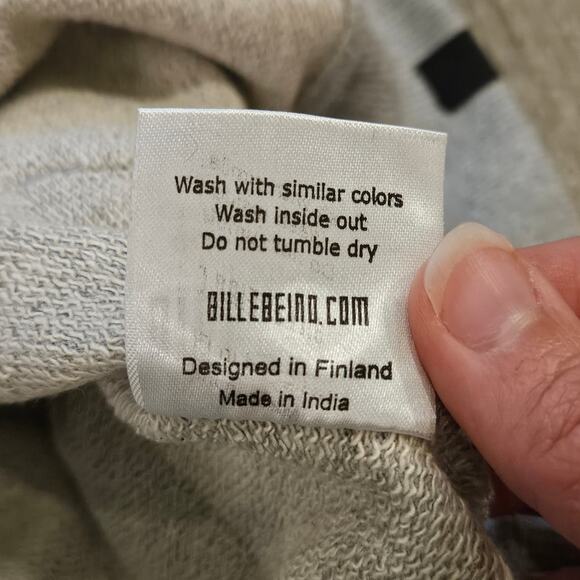 Wash with similar colors
Wash inside out
Do not tumble dry
BILLEBEINO.COM
Designed in Finland
Made in India